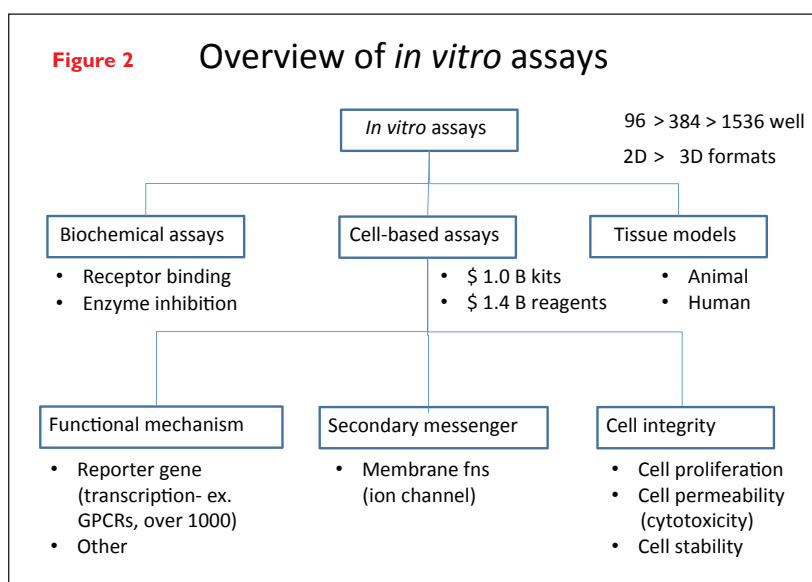 Figure 2
Overview of in vitro assays
In vitro assays
96 > 384 > 1536 well
2D > 3D formats
Biochemical assays
• Receptor binding
• Enzyme inhibition
Cell-based assays
• $ 1.0 B kits
• $ 1.4 B reagents
Tissue models
• Animal
• Human
Functional mechanism
• Reporter gene
(transcription- ex.
GPCRs, over 1000)
• Other
Secondary messenger
• Membrane fns
(ion channel)
Cell integrity
• Cell proliferation
• Cell permeability
(cytotoxicity)
• Cell stability